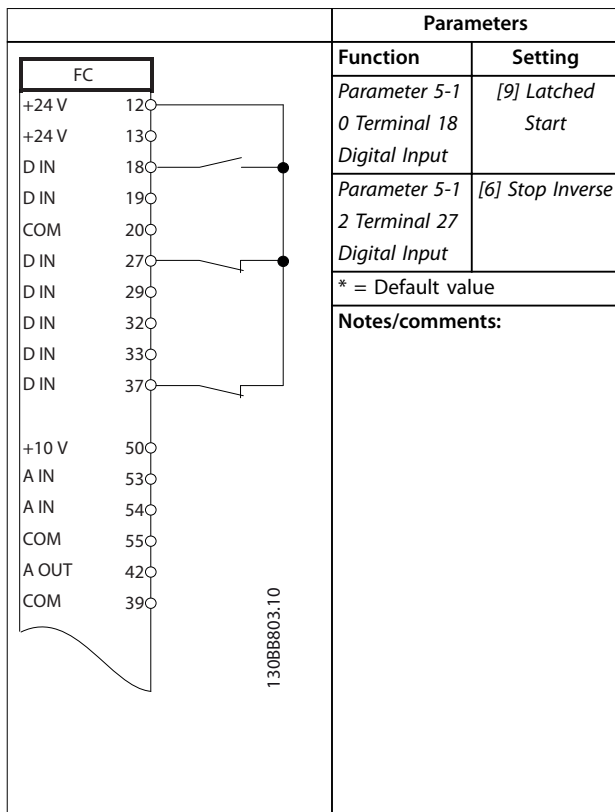 FC
+24 V 12
+24 V 13
D IN 18
D IN 19
COM 20
D IN 27
D IN 29
D IN 32
D IN 33
D IN 37
+10 V 50
A IN 53
A IN 54
COM 55
A OUT 42
COM 39
130BB803.10
Parameters
Function Setting
Parameter 5-1 [9] Latched
0 Terminal 18 Start
Digital Input
Parameter 5-1 [6] Stop Inverse
2 Terminal 27
Digital Input
* = Default value
Notes/comments: